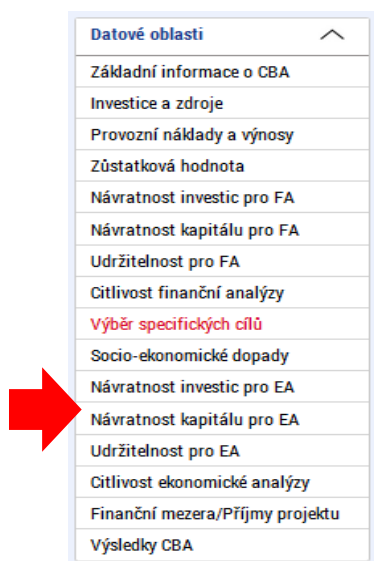 Datové oblasti
Základní informace o CBA
Investice a zdroje
Provozní náklady a výnosy
Zůstatková hodnota
Návratnost investic pro FA
Návratnost kapitálu pro FA
Udržitelnost pro FA
Citlivost finanční analýzy
Výběr specifických cílů
Socio-ekonomické dopady
Návratnost investic pro EA
Návratnost kapitálu pro EA
Udržitelnost pro EA
Citlivost ekonomické analýzy
Finanční mezera/Příjmy projektu
Výsledky CBA